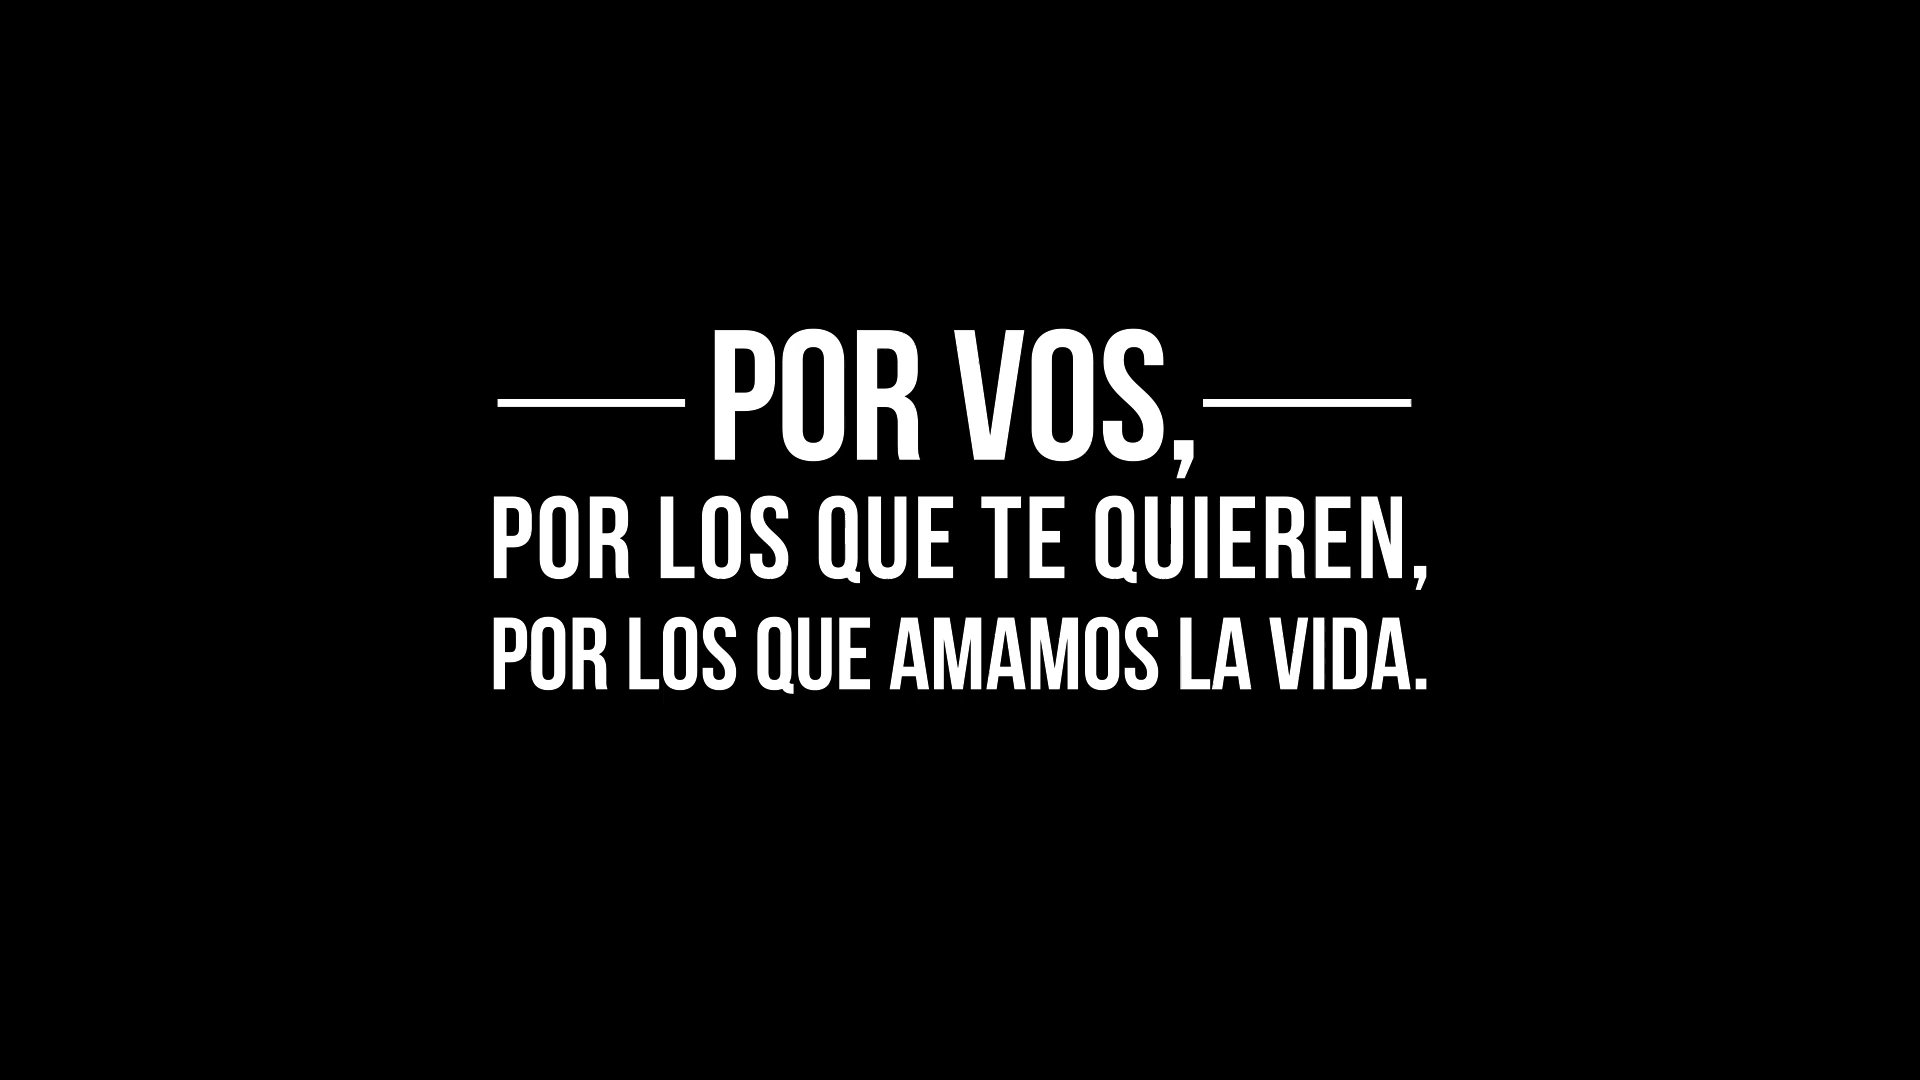 POR VOS,
POR LOS QUE TE QUIEREN,
POR LOS QUE AMAMOS LA VIDA.